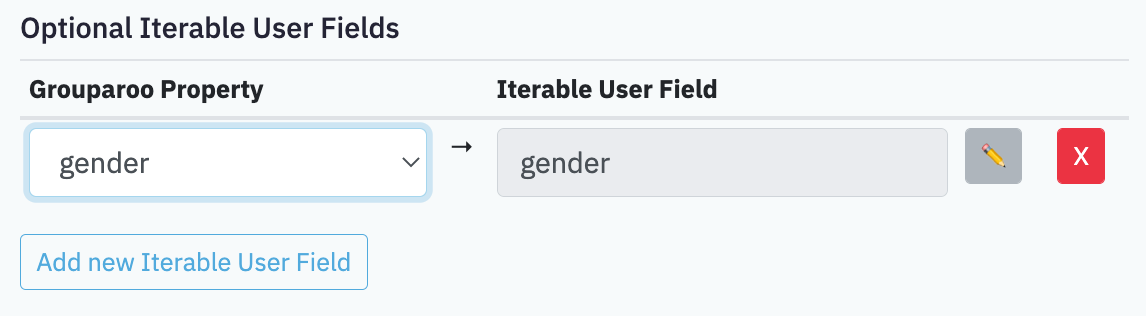 Optional Iterable User Fields
Grouparoo Property Iterable User Field
gender → gender ✏️ X
Add new Iterable User Field